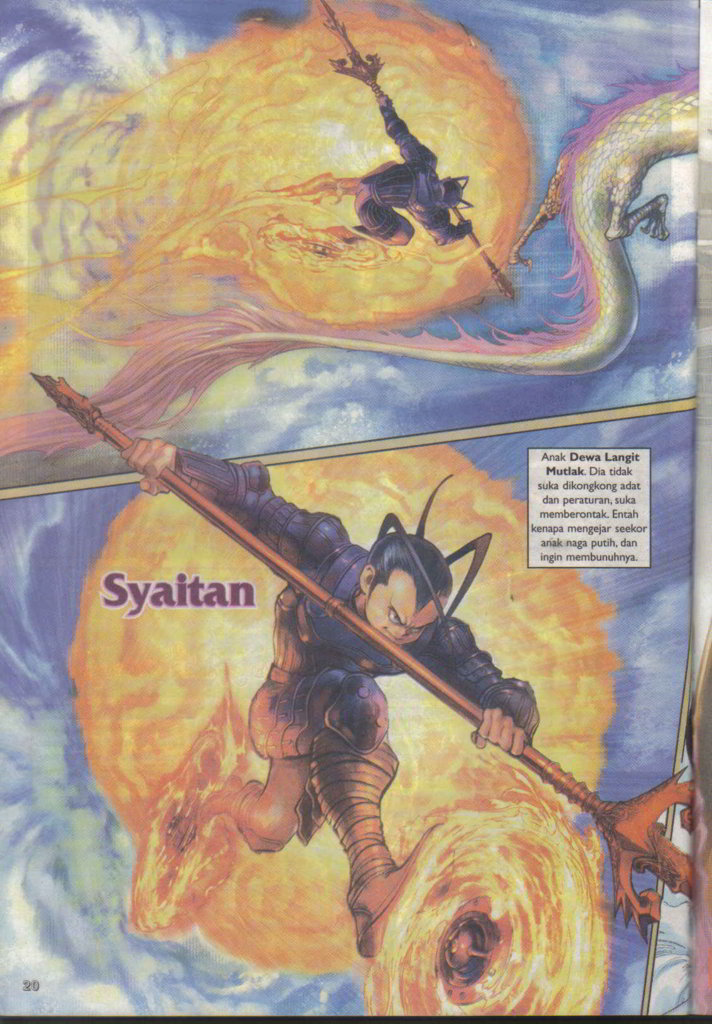 Anak Dewa Langit
Mutlak. Dia tidak
suka dikongkong adat
dan peraturan, suka
memberontak. Entah
kenapa mengejar seekor
anak naga putih, dan
ingin membunuhnya.
Syaitan
20